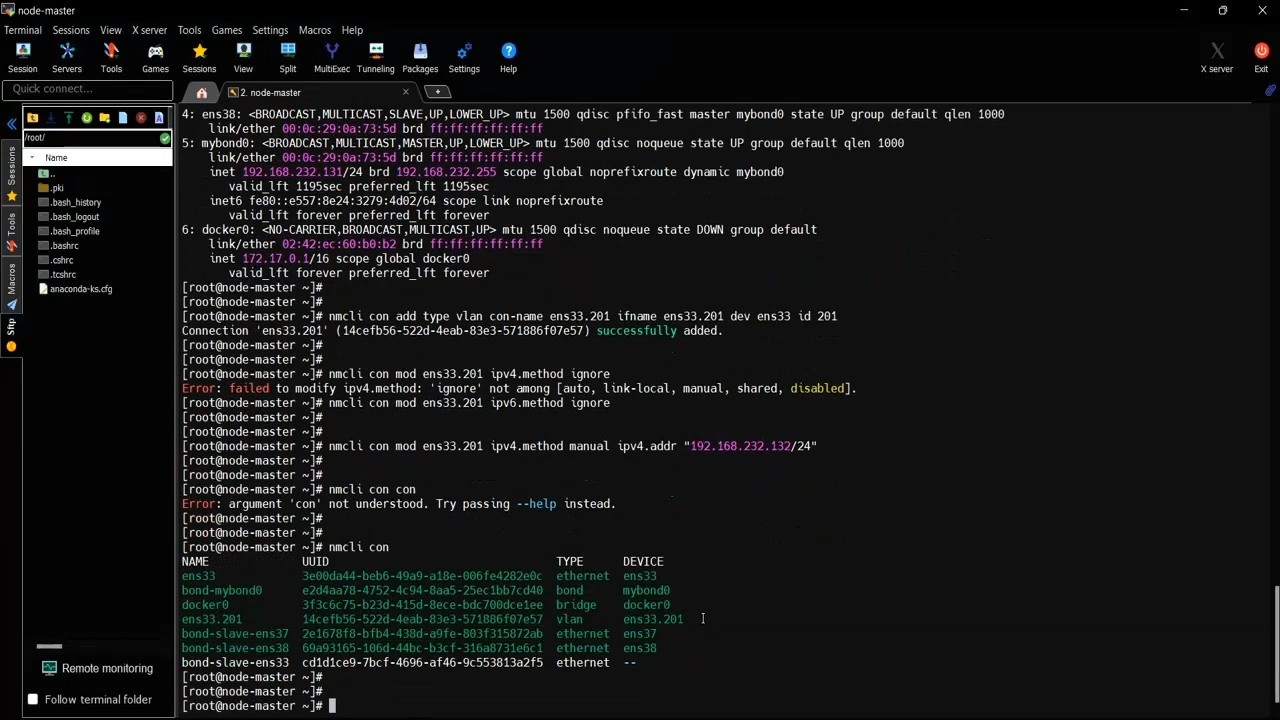 node-master
Terminal Sessions View X server Tools Games Settings Macros Help
Session Servers Tools Games Sessions View Split MultiExec Tunneling Packages Settings Help X server Exit
Quick connect...
2. node-master
/root/
Name
..
.pki
.bash_history
.bash_logout
.bash_profile
.bashrc
.cshrc
.tcshrc
anaconda-ks.cfg
Sessions
Tools
Macros
Sftp
Remote monitoring
Follow terminal folder
4: ens38: <BROADCAST,MULTICAST,SLAVE,UP,LOWER_UP> mtu 1500 qdisc pfifo_fast master mybond0 state UP group default qlen 1000
link/ether 00:0c:29:0a:73:5d brd ff:ff:ff:ff:ff:ff
5: mybond0: <BROADCAST,MULTICAST,MASTER,UP,LOWER_UP> mtu 1500 qdisc noqueue state UP group default qlen 1000
link/ether 00:0c:29:0a:73:5d brd ff:ff:ff:ff:ff:ff
inet 192.168.232.131/24 brd 192.168.232.255 scope global noprefixroute dynamic mybond0
valid_lft 1195sec preferred_lft 1195sec
inet6 fe80::e557:8e24:3279:4d02/64 scope link noprefixroute
valid_lft forever preferred_lft forever
6: docker0: <NO-CARRIER,BROADCAST,MULTICAST,UP> mtu 1500 qdisc noqueue state DOWN group default
link/ether 02:42:ec:60:b0:b2 brd ff:ff:ff:ff:ff:ff
inet 172.17.0.1/16 scope global docker0
valid_lft forever preferred_lft forever
[root@node-master ~]#
[root@node-master ~]#
[root@node-master ~]# nmcli con add type vlan con-name ens33.201 ifname ens33.201 dev ens33 id 201
Connection 'ens33.201' (14cefb56-522d-4eab-83e3-571886f07e57) successfully added.
[root@node-master ~]#
[root@node-master ~]#
[root@node-master ~]# nmcli con mod ens33.201 ipv4.method ignore
Error: failed to modify ipv4.method: 'ignore' not among [auto, link-local, manual, shared, disabled].
[root@node-master ~]# nmcli con mod ens33.201 ipv6.method ignore
[root@node-master ~]#
[root@node-master ~]#
[root@node-master ~]# nmcli con mod ens33.201 ipv4.method manual ipv4.addr "192.168.232.132/24"
[root@node-master ~]#
[root@node-master ~]#
[root@node-master ~]# nmcli con con
Error: argument 'con' not understood. Try passing --help instead.
[root@node-master ~]#
[root@node-master ~]#
[root@node-master ~]# nmcli con
NAME UUID TYPE DEVICE
ens33 3e00da44-beb6-49a9-a18e-006fe4282e0c ethernet ens33
bond-mybond0 e2d4aa78-4752-4c94-8aa5-25ec1bb7cd40 bond mybond0
docker0 3f3c6c75-b23d-415d-8ece-bdc700dce1ee bridge docker0
ens33.201 14cefb56-522d-4eab-83e3-571886f07e57 vlan ens33.201
bond-slave-ens37 2e1678f8-bfb4-438d-a9fe-803f315872ab ethernet ens37
bond-slave-ens38 69a93165-106d-44bc-b3cf-316a8731e6c1 ethernet ens38
bond-slave-ens33 cd1d1ce9-7bcf-4696-af46-9c553813a2f5 ethernet --
[root@node-master ~]#
[root@node-master ~]#
[root@node-master ~]#